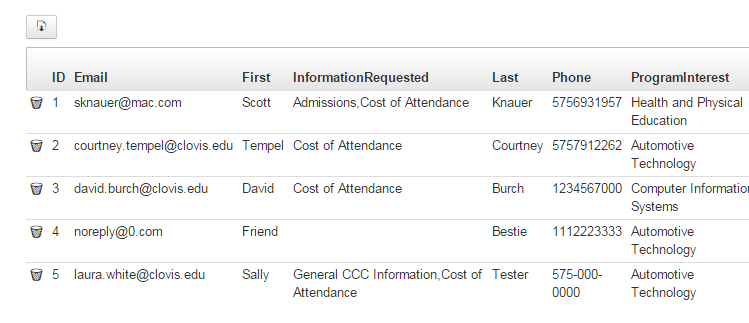 ID Email First InformationRequested Last Phone ProgramInterest
1 sknauer@mac.com Scott Admissions,Cost of Attendance Knauer 5756931957 Health and Physical
Education
2 courtney.tempel@clovis.edu Tempel Cost of Attendance Courtney 5757912262 Automotive
Technology
3 david.burch@clovis.edu David Cost of Attendance Burch 1234567000 Computer Information
Systems
4 noreply@0.com Friend Bestie 1112223333 Automotive
Technology
5 laura.white@clovis.edu Sally General CCC Information,Cost of Tester 575-000- Automotive
Attendance 0000 Technology